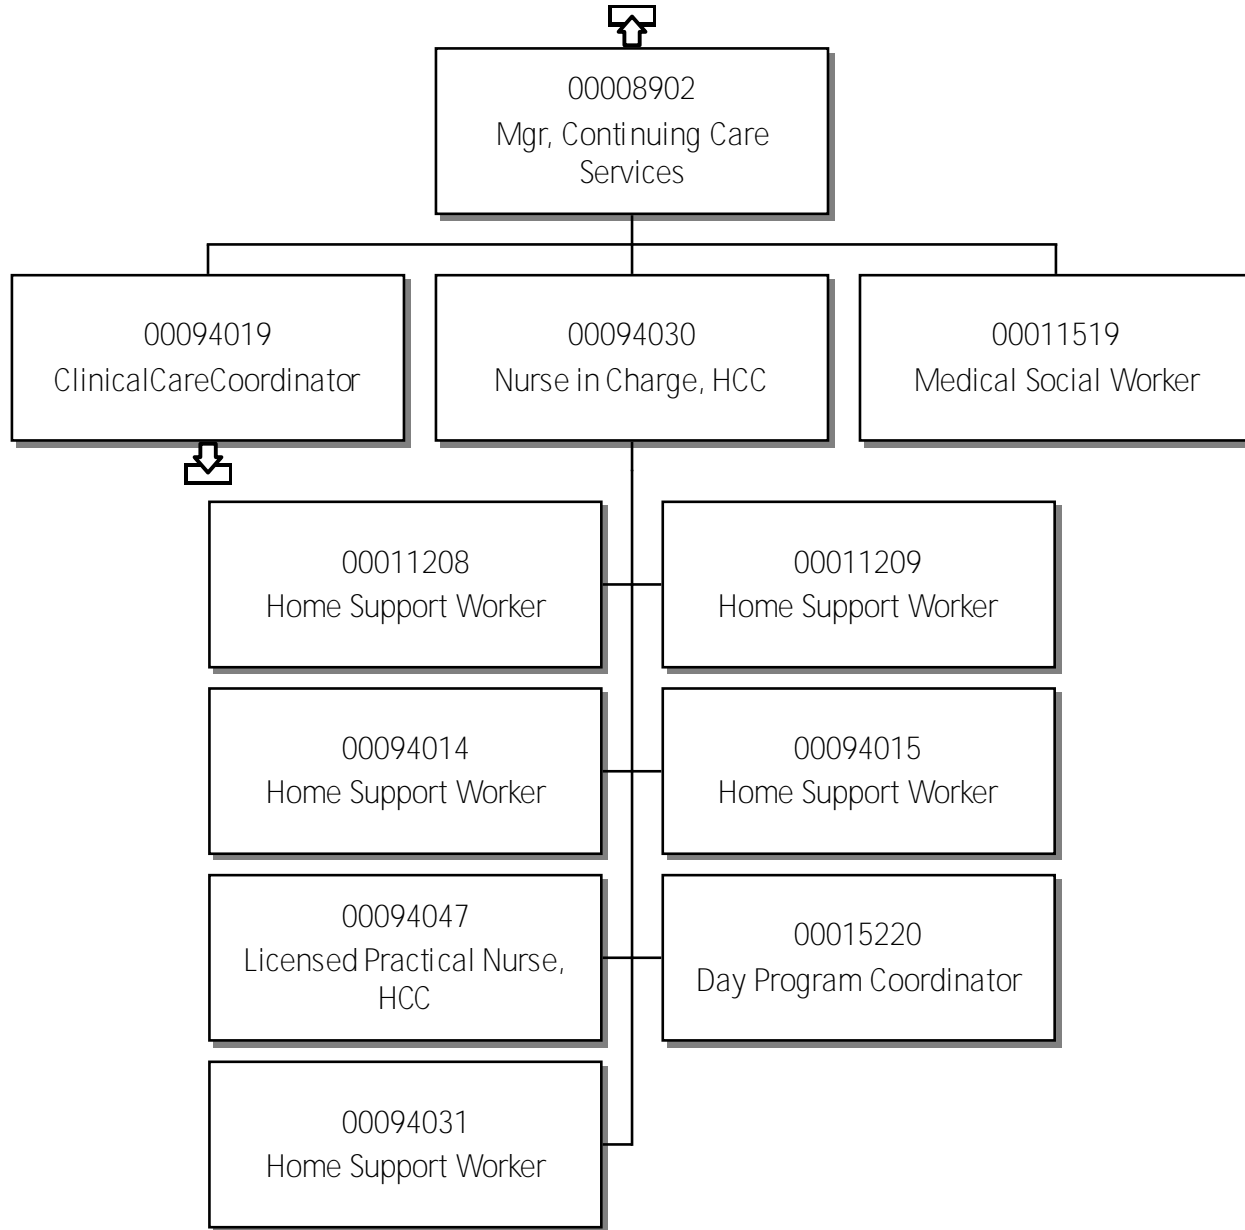 00008902
Mgr, Continuing Care
Services
00094019
ClinicalCareCoordinator
00094030
Nurse in Charge, HCC
00011519
Medical Social Worker
00011208
Home Support Worker
00011209
Home Support Worker
00094014
Home Support Worker
00094015
Home Support Worker
00094047
Licensed Practical Nurse,
HCC
00015220
Day Program Coordinator
00094031
Home Support Worker